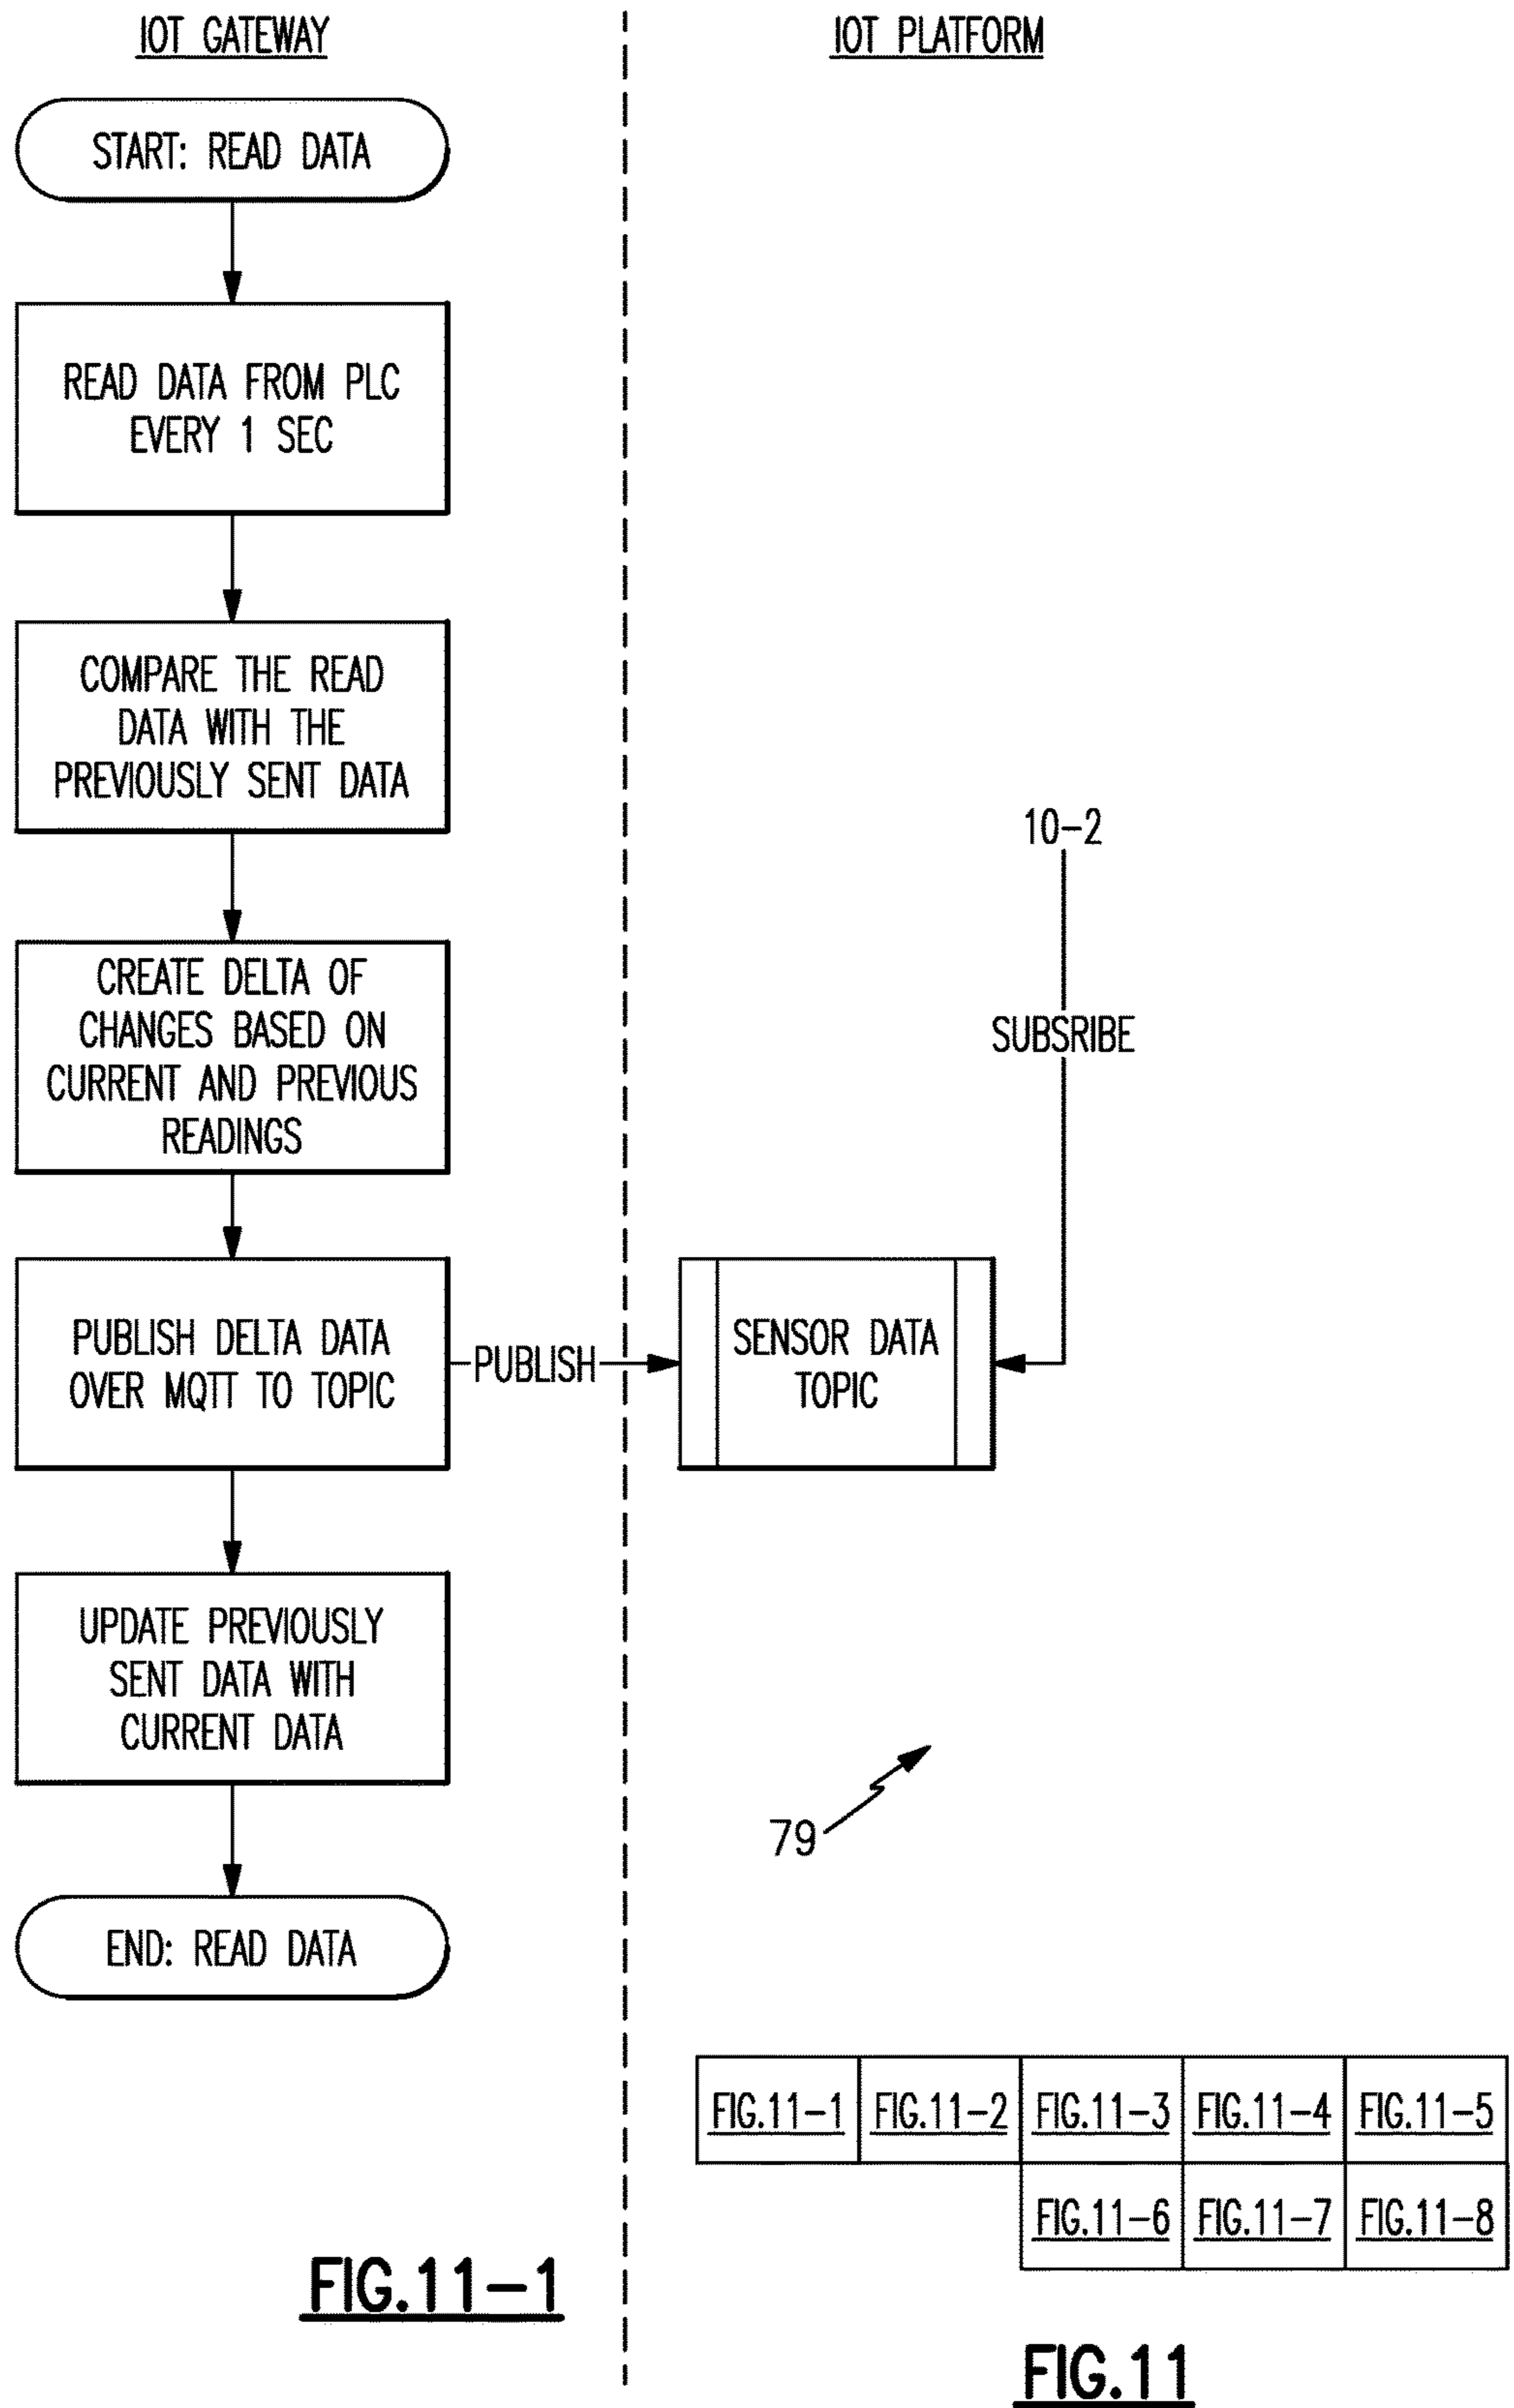 IOT GATEWAY
IOT PLATFORM
START: READ DATA
READ DATA FROM PLC
EVERY 1 SEC
COMPARE THE READ
DATA WITH THE
PREVIOUSLY SENT DATA
10-2
CREATE DELTA OF
CHANGES BASED ON
CURRENT AND PREVIOUS
READINGS
SUBSRIBE
PUBLISH DELTA DATA
OVER MQTT TO TOPIC
PUBLISH
SENSOR DATA
TOPIC
UPDATE PREVIOUSLY
SENT DATA WITH
CURRENT DATA
79
END: READ DATA
FIG.11-1 FIG.11-2 FIG.11-3 FIG.11-4 FIG.11-5
FIG.11-6 FIG.11-7 FIG.11-8
FIG.11-1
FIG.11